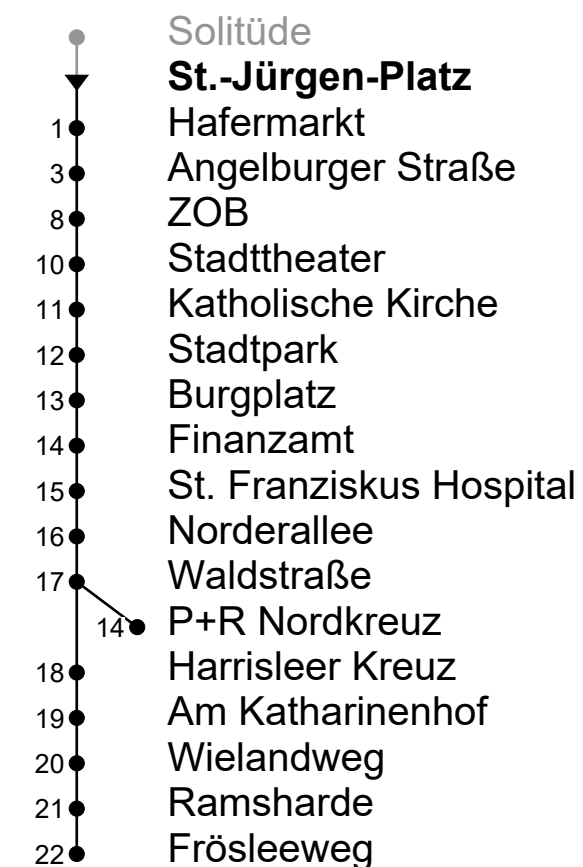 Solitüde
St.-Jürgen-Platz
1 Hafermarkt
3 Angelburger Straße
8 ZOB
10 Stadttheater
11 Katholische Kirche
12 Stadtpark
13 Burgplatz
14 Finanzamt
15 St. Franziskus Hospital
16 Norderallee
17 Waldstraße
14 P+R Nordkreuz
18 Harrisleer Kreuz
19 Am Katharinenhof
20 Wielandweg
21 Ramsharde
22 Frösleeweg